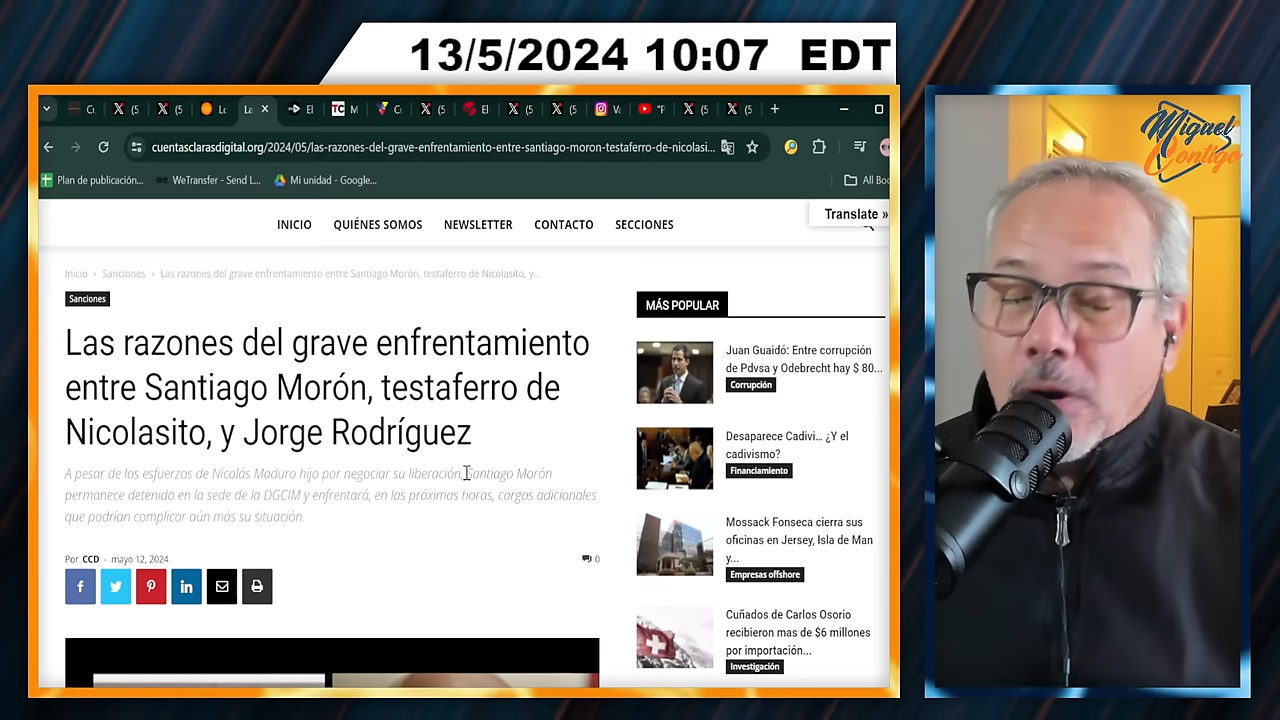 13/5/2024 10:07 EDT
Miguel
Contigo
cuentasclarasdigital.org/2024/05/las-razones-del-grave-enfrentamiento-entre-santiago-moron-testaferro-de-nicolasi...
Plan de publicación...
WeTransfer - Send L...
Mi unidad - Google...
All Boo
Translate »
INICIO
QUIÉNES SOMOS
NEWSLETTER
CONTACTO
SECCIONES
Inicio › Sanciones › Las razones del grave enfrentamiento entre Santiago Morón, testaferro de Nicolasito, y...
Sanciones
Las razones del grave enfrentamiento
entre Santiago Morón, testaferro de
Nicolasito, y Jorge Rodríguez
A pesar de los esfuerzos de Nicolás Maduro hijo por negociar su liberación, Santiago Morón
permanece detenido en la sede de la DGCIM y enfrentará, en las próximas horas, cargos adicionales
que podrían complicar aún más su situación.
Por CCD - mayo 12, 2024
0
MÁS POPULAR
Juan Guaidó: Entre corrupción
de Pdvsa y Odebrecht hay $ 80...
Corrupción
Desaparece Cadivi... ¿Y el
cadivismo?
Financiamiento
Mossack Fonseca cierra sus
oficinas en Jersey, Isla de Man
y...
Empresas offshore
Cuñados de Carlos Osorio
recibieron mas de $6 millones
por importación...
Investigación